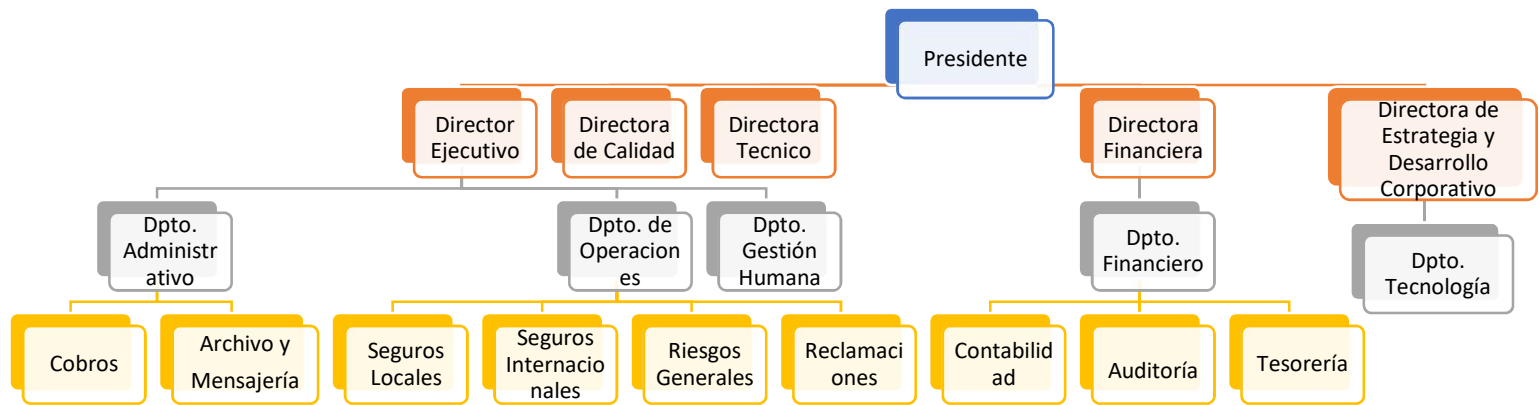 Presidente
Director
Ejecutivo
Directora
de Calidad
Directora
Tecnico
Directora
Financiera
Directora de
Estrategia y
Desarrollo
Corporativo
Dpto.
Administr
ativo
Dpto. de
Operacion
es
Dpto.
Gestión
Humana
Dpto.
Financiero
Dpto.
Tecnología
Cobros
Archivo y
Mensajería
Seguros
Locales
Seguros
Internacio
nales
Riesgos
Generales
Reclamaci
ones
Contabilid
ad
Auditoría
Tesorería